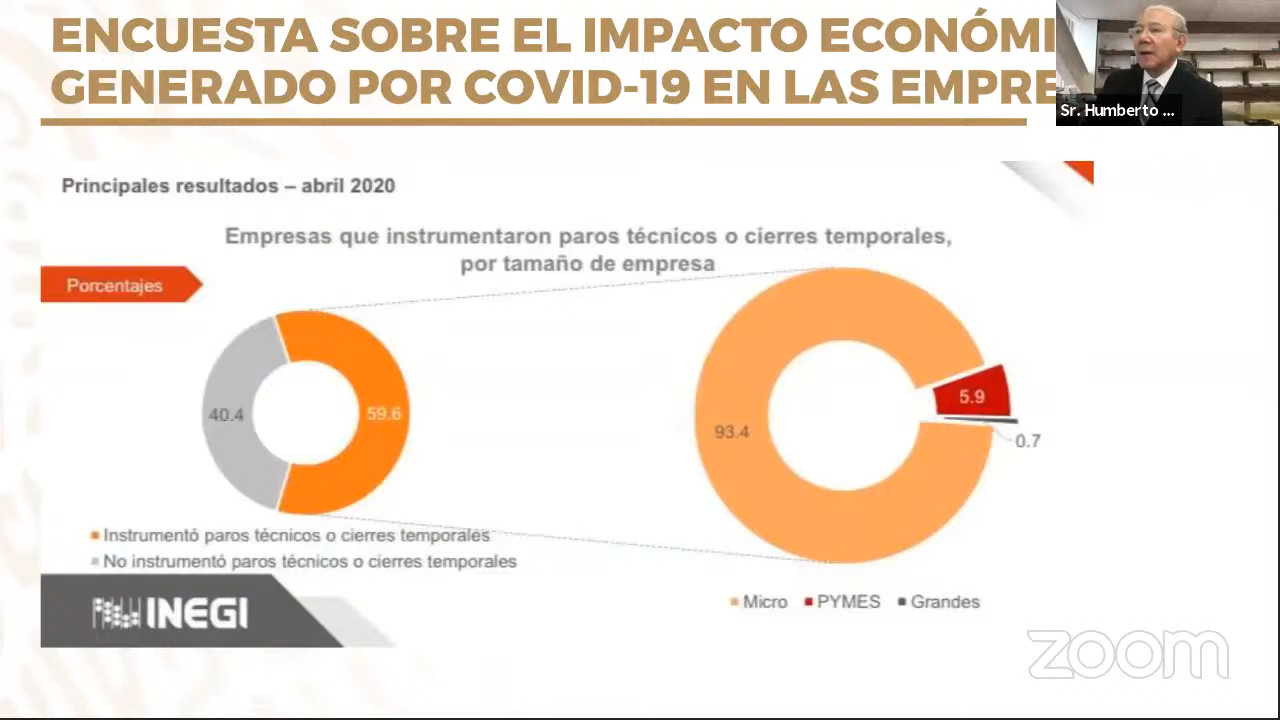 ENCUESTA SOBRE EL IMPACTO ECONÓMI
GENERADO POR COVID-19 EN LAS EMPRE
Sr. Humberto ...
Principales resultados – abril 2020
Empresas que instrumentaron paros técnicos o cierres temporales,
por tamaño de empresa
Porcentajes
40.4
59.6
93.4
5.9
0.7
Instrumentó paros técnicos o cierres temporales
No instrumentó paros técnicos o cierres temporales
Micro PYMES Grandes
INEGI
zoom